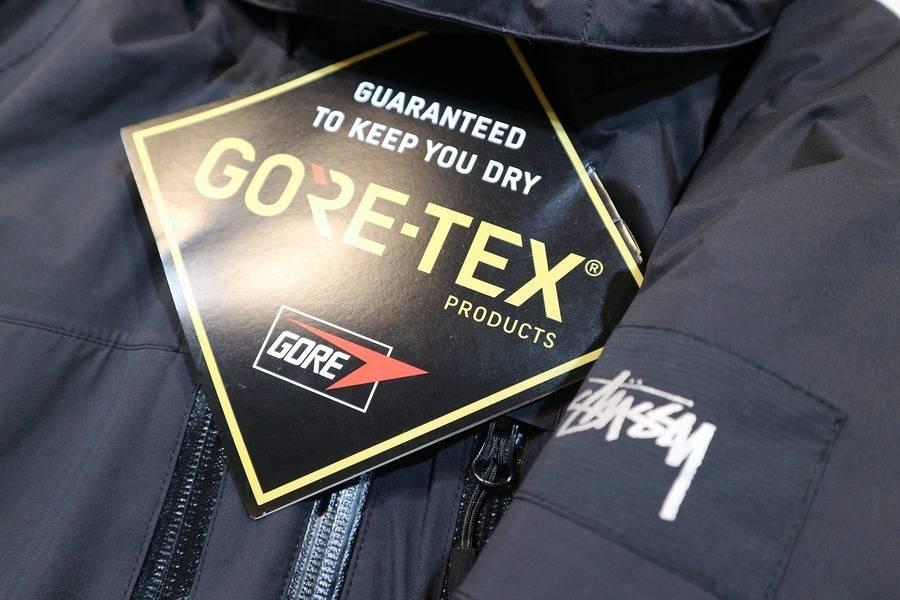 GUARANTEED
TO KEEP YOU DRY
GORE-TEX®
PRODUCTS
GORE
Stüssy